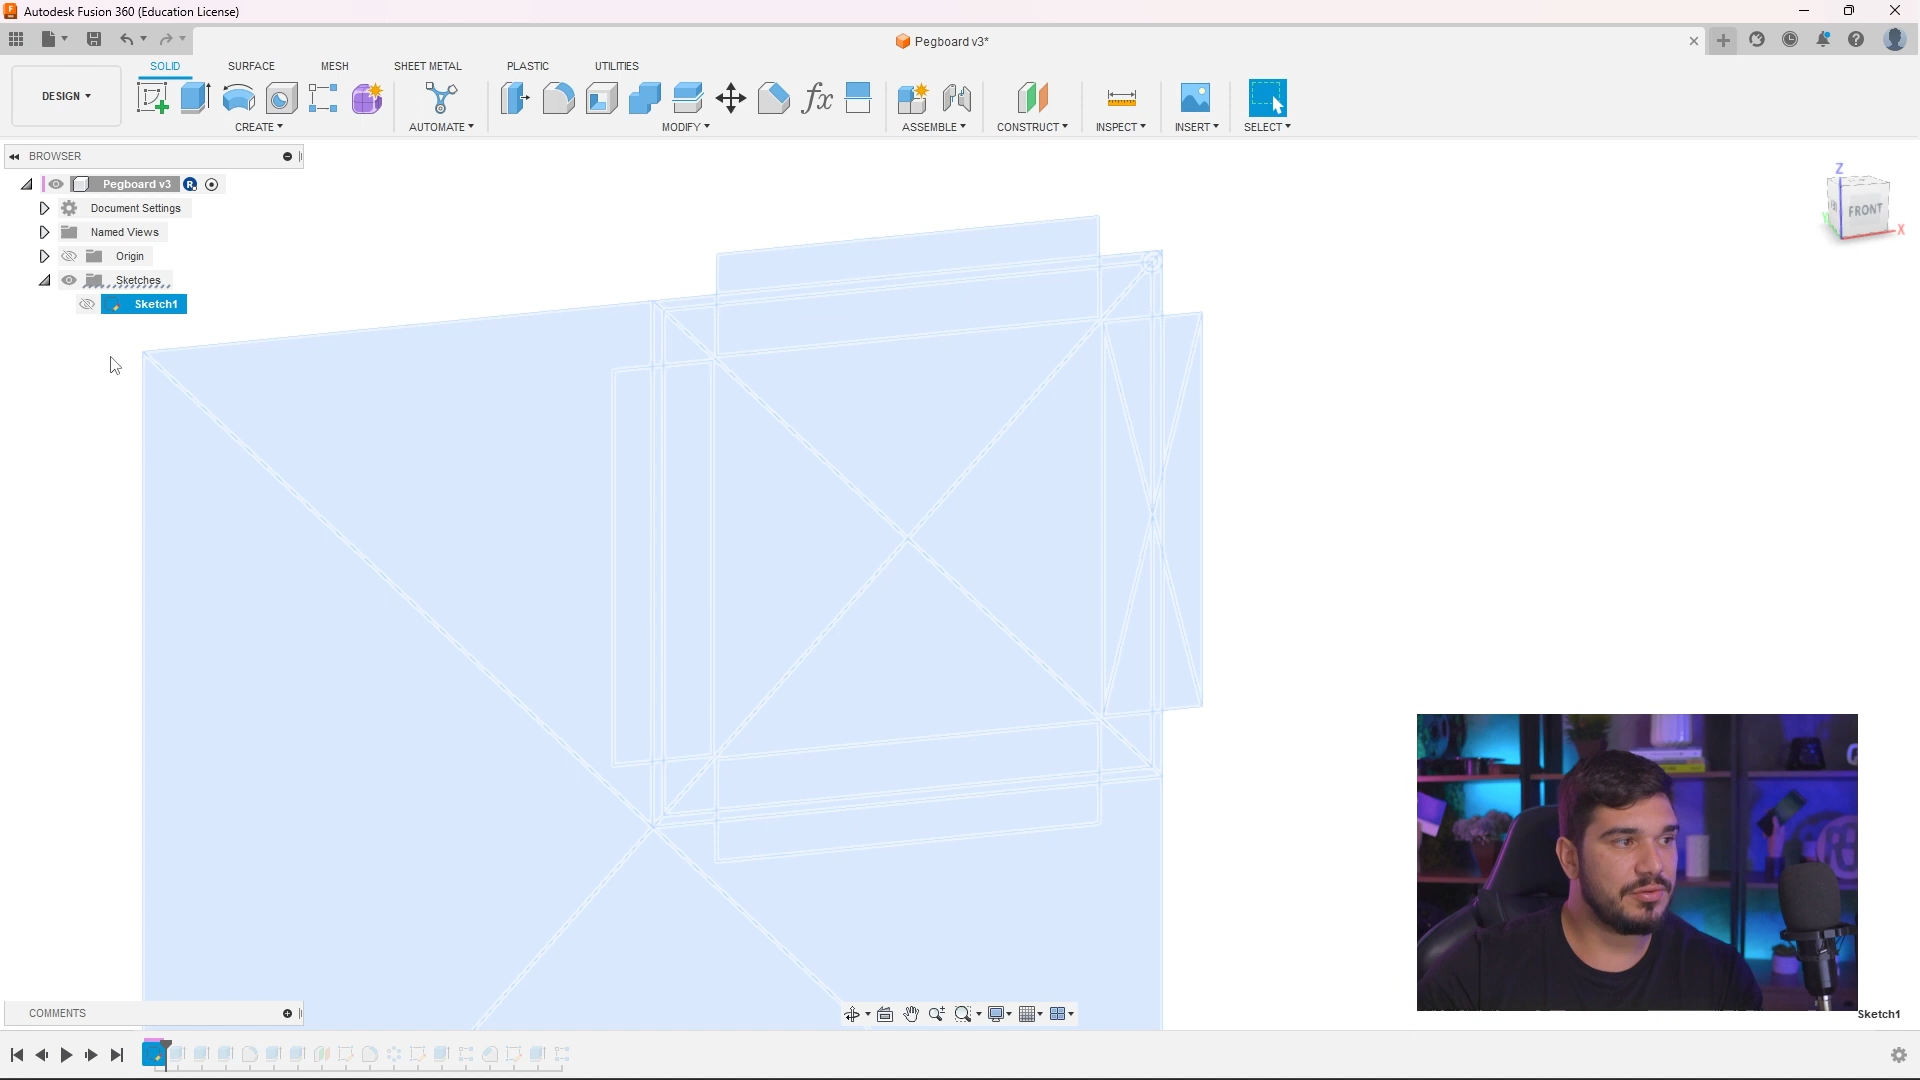 Autodesk Fusion 360 (Education License)
Pegboard v3*
SOLID SURFACE MESH SHEET METAL PLASTIC UTILITIES
DESIGN
fx
CREATE AUTOMATE MODIFY ASSEMBLE CONSTRUCT INSPECT INSERT SELECT
BROWSER
Pegboard v3
Document Settings
Named Views
Origin
Sketches
Sketch1
Z
FRONT
X
COMMENTS
Sketch1